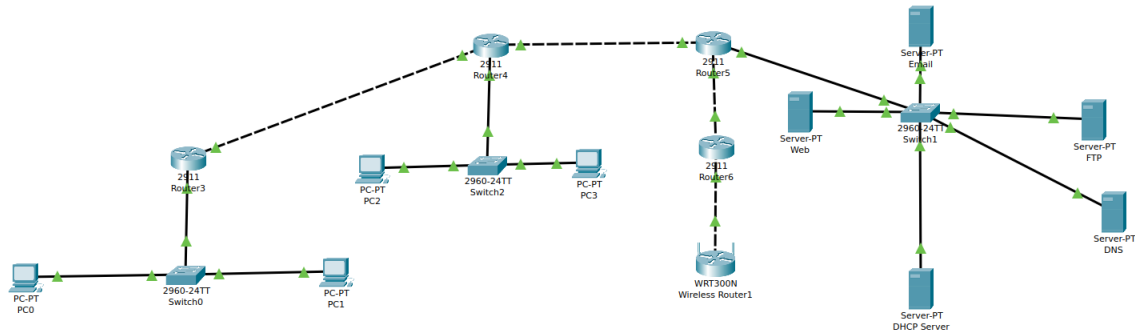 2911
Router4
2911
Router5
Server-PT
Email
Server-PT
Web
2960-24TT
Switch1
Server-PT
FTP
2911
Router3
PC-PT
PC2
2960-24TT
Switch2
PC-PT
PC3
2911
Router6
Server-PT
DNS
PC-PT
PC0
2960-24TT
Switch0
PC-PT
PC1
WRT300N
Wireless Router1
Server-PT
DHCP Server